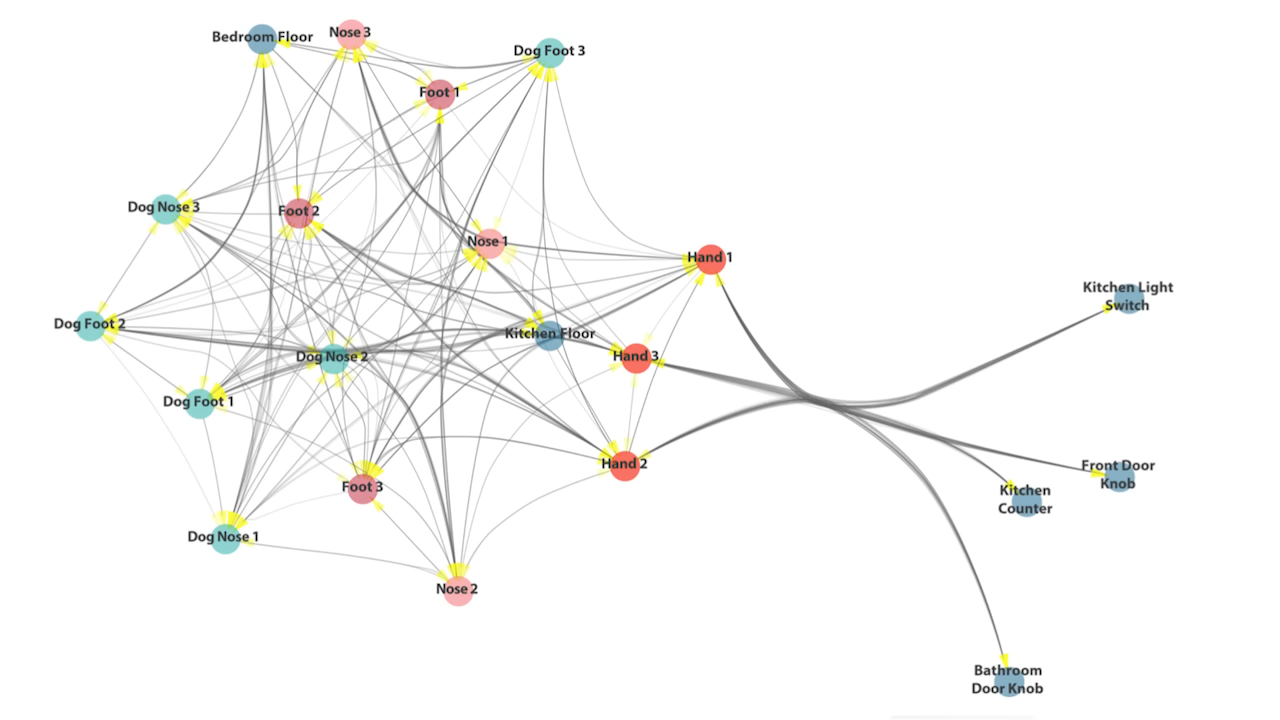 Bedroom Floor
Nose 3
Dog Foot 3
Foot 1
Dog Nose 3
Foot 2
Nose 1
Hand 1
Kitchen Light
Switch
Dog Foot 2
Kitchen Floor
Dog Nose 2
Hand 3
Dog Foot 1
Hand 2
Front Door
Knob
Foot 3
Kitchen
Counter
Dog Nose 1
Nose 2
Bathroom
Door Knob